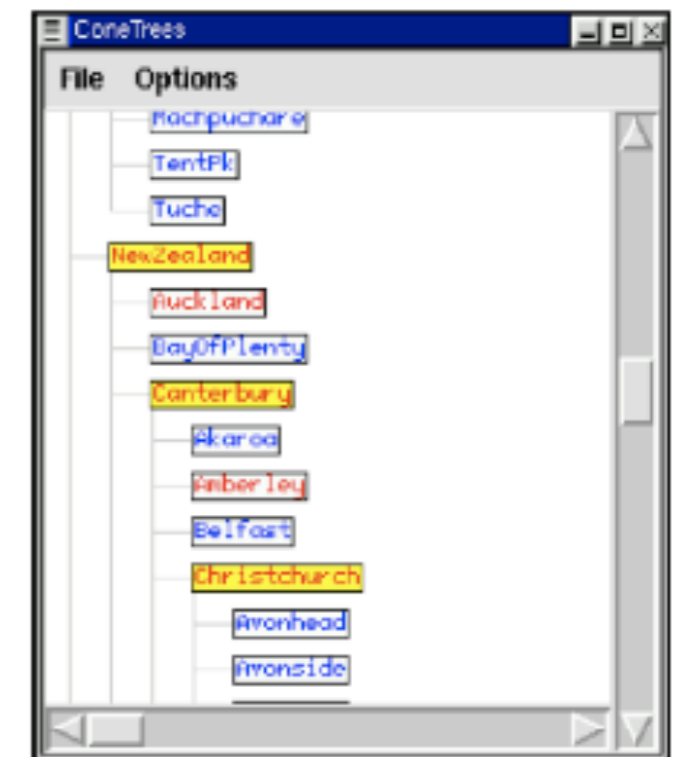 ConeTrees
File Options
Machpuchare
TentPk
Tuche
NewZealand
Auckland
BayOfPlenty
Canterbury
Akaroa
Amberley
Belfast
Christchurch
Avonhead
Avonside